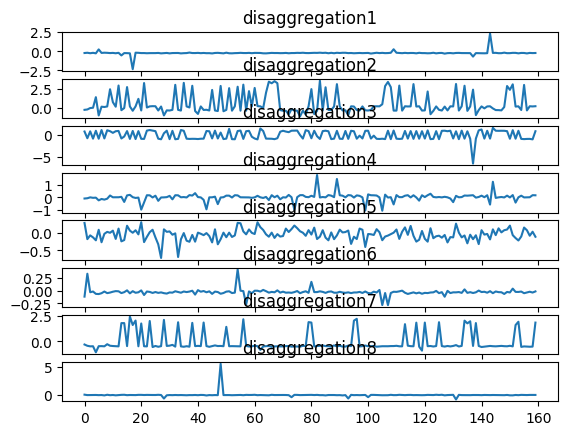 disaggregation1
2.5
0.0
−2.5
disaggregation2
2.5
0.0
disaggregation3
0
−5
disaggregation4
1
0
−1
disaggregation5
0.0
−0.5
disaggregation6
0.25
0.00
−0.25
disaggregation7
2.5
0.0
disaggregation8
5
0
0 20 40 60 80 100 120 140 160